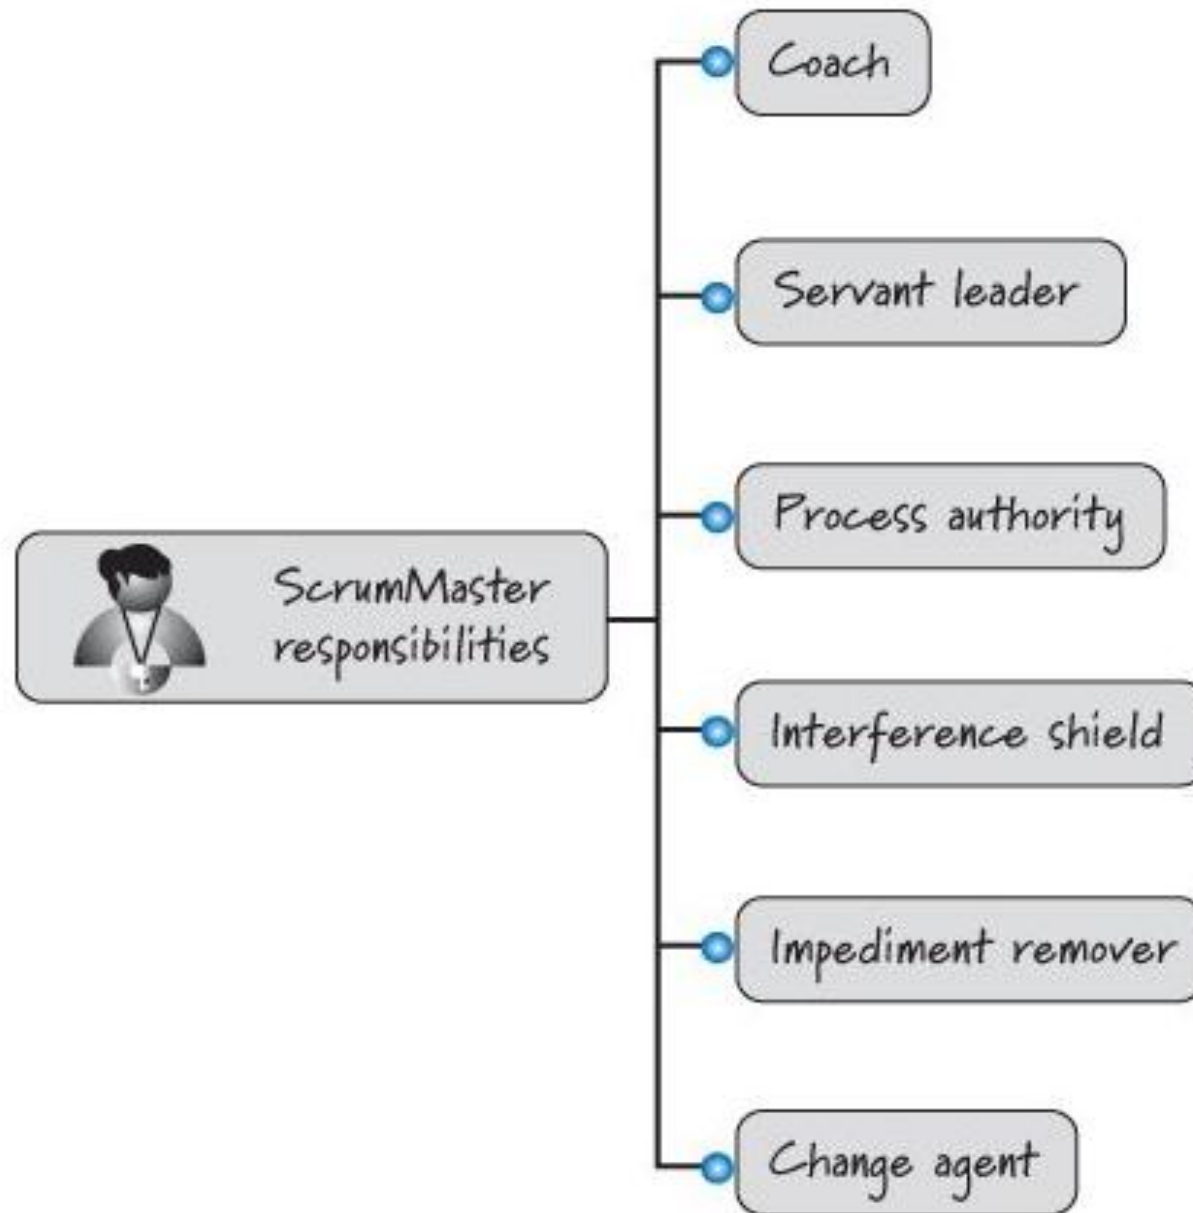 Coach
Servant leader
Process authority
ScrumMaster
responsibilities
Interference shield
Impediment remover
Change agent